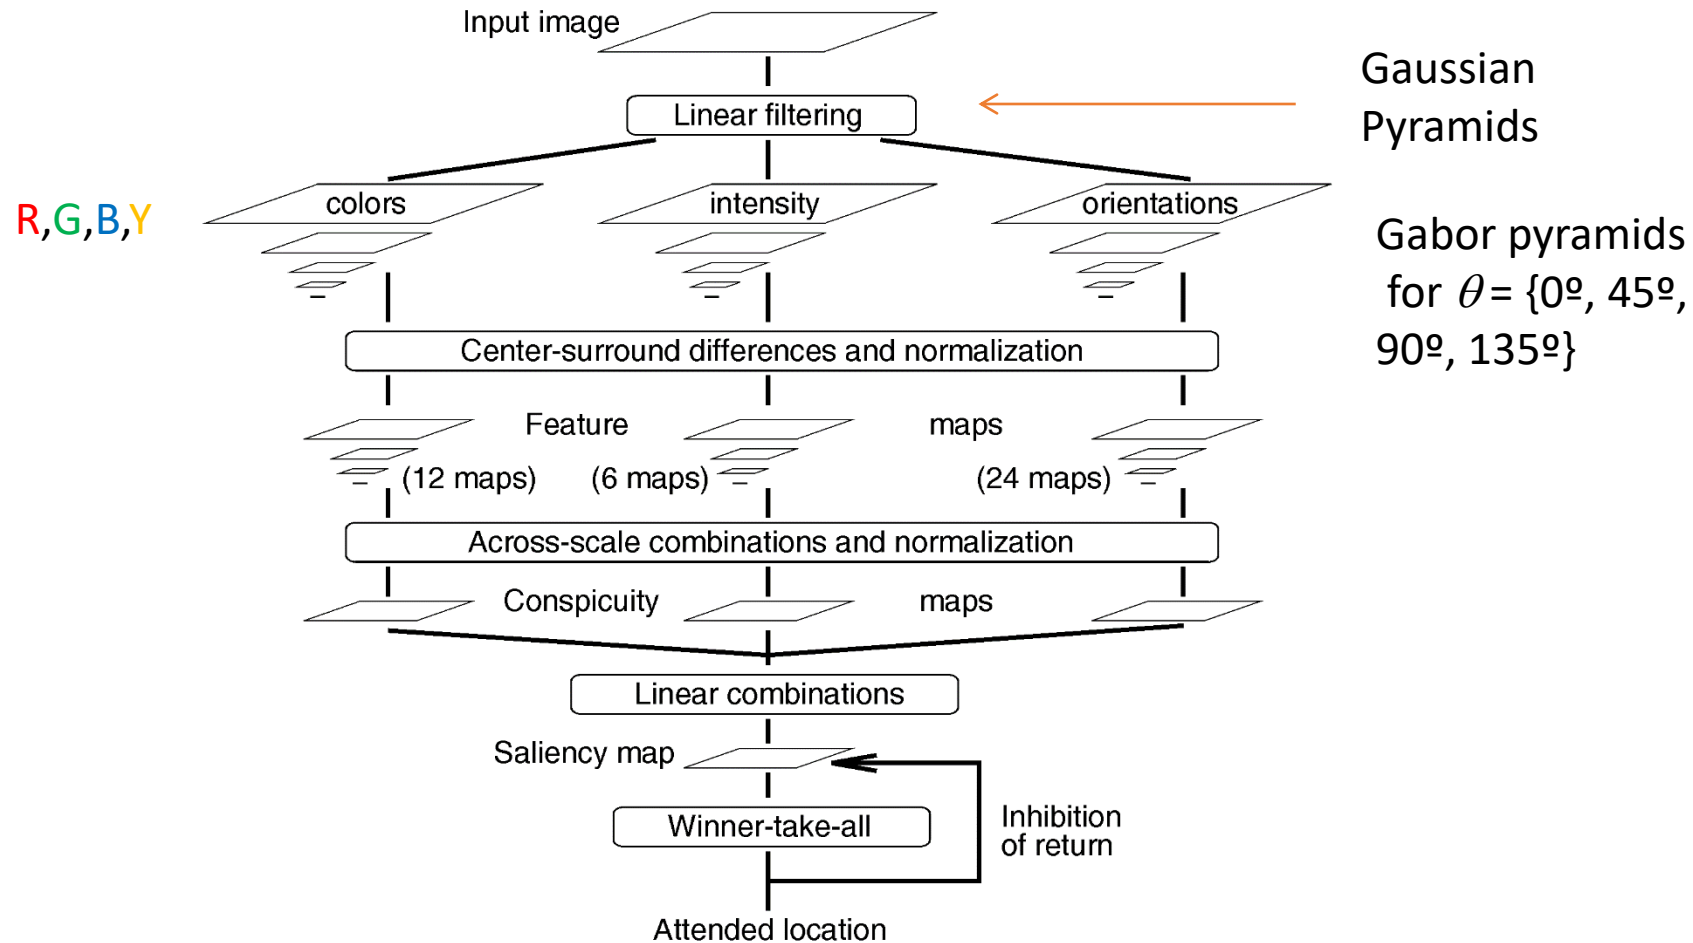 Input image
Gaussian
Pyramids
Linear filtering
R,G,B,Y
colors
intensity
orientations
Gabor pyramids
for θ = {0º, 45º,
90º, 135º}
Center-surround differences and normalization
Feature
maps
(12 maps)
(6 maps)
(24 maps)
Across-scale combinations and normalization
Conspicuity
maps
Linear combinations
Saliency map
Winner-take-all
Inhibition
of return
Attended location